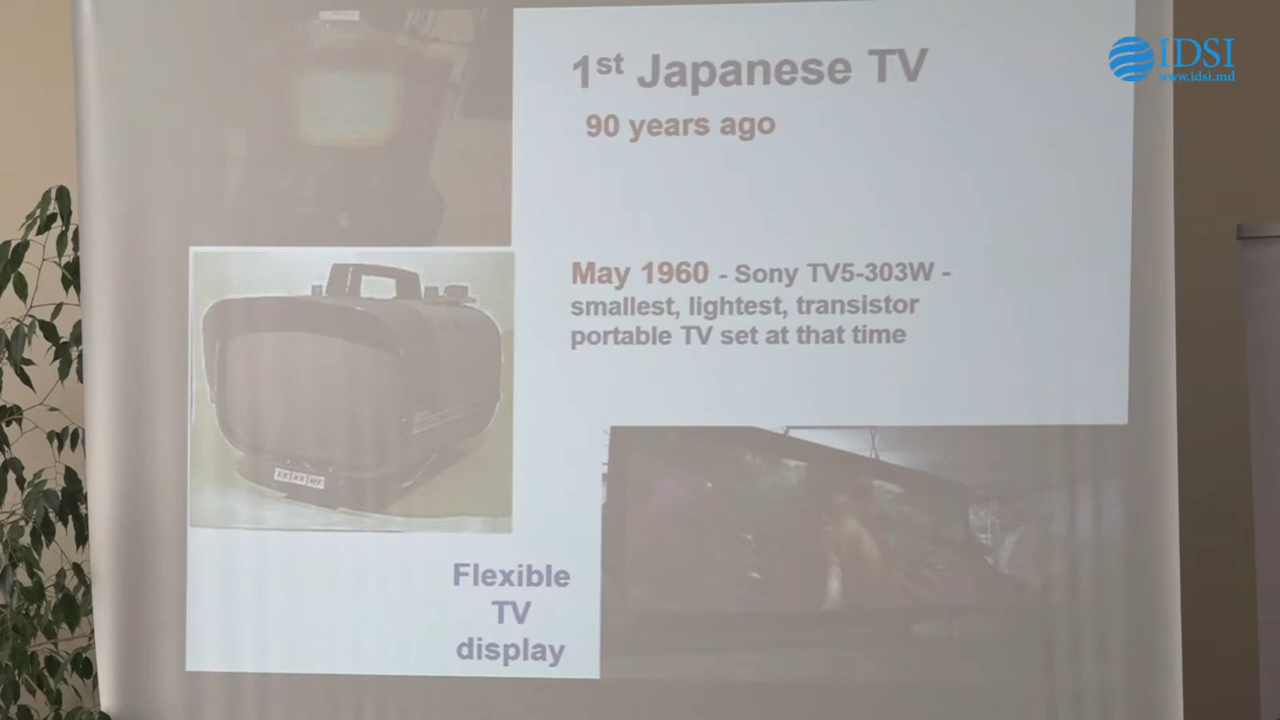 1st Japanese TV
90 years ago
May 1960 - Sony TV5-303W -
smallest, lightest, transistor
portable TV set at that time
Flexible
TV
display
IDSI
www.idsi.md